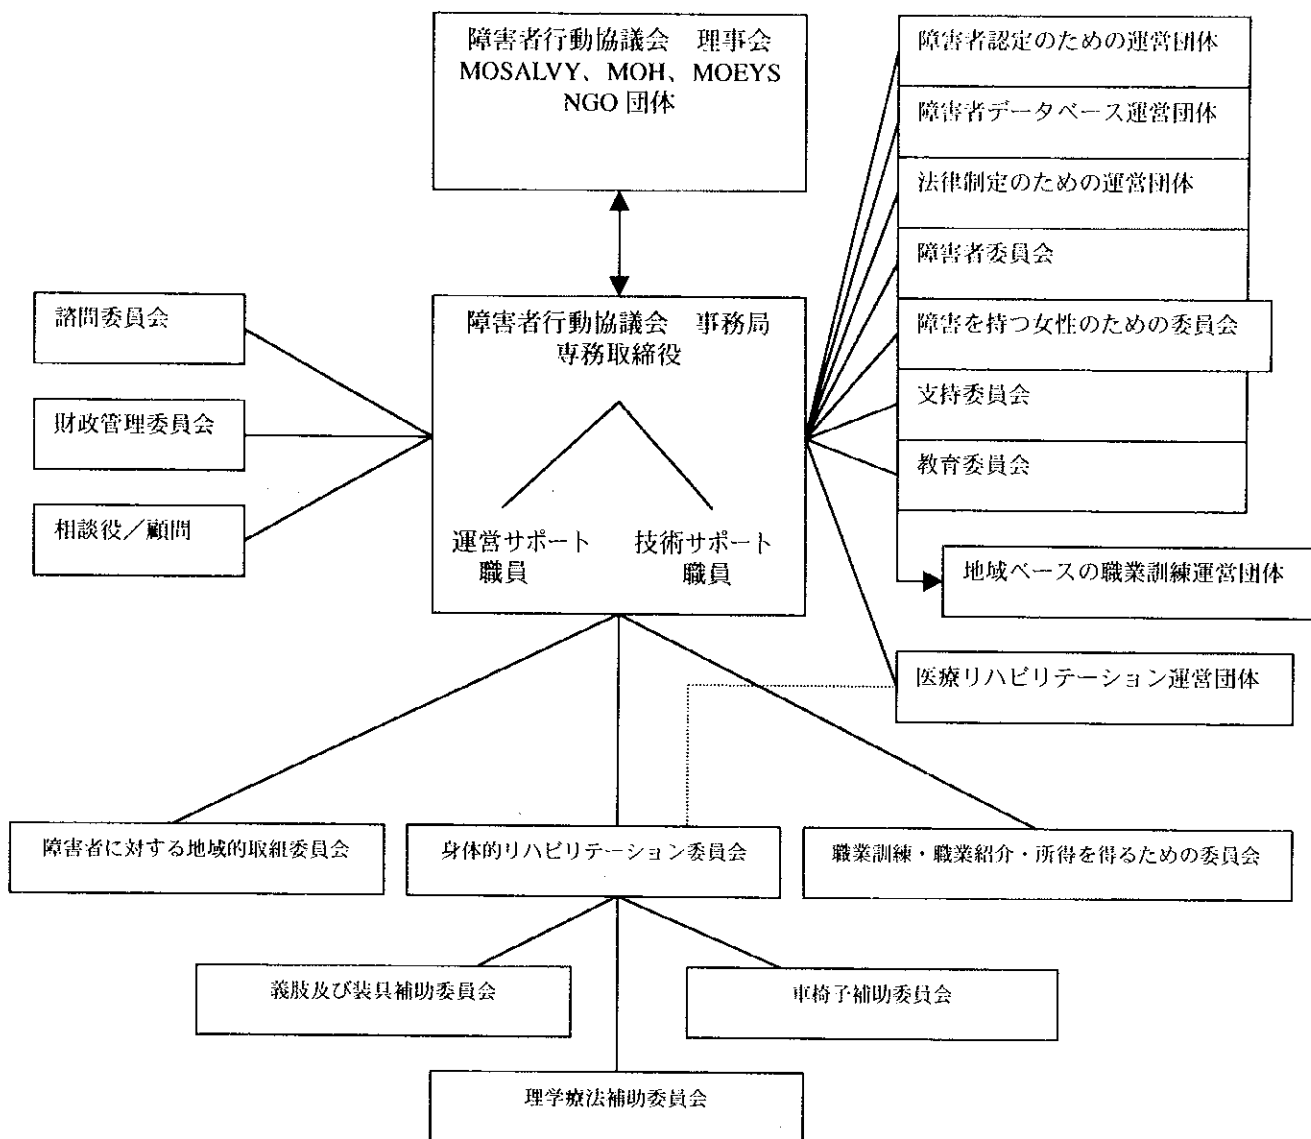 障害者行動協議会　理事会
MOSALVY、MOH、MOEYS
NGO 団体
障害者認定のための運営団体
障害者データベース運営団体
法律制定のための運営団体
障害者委員会
障害を持つ女性のための委員会
支持委員会
教育委員会
地域ベースの職業訓練運営団体
医療リハビリテーション運営団体
諮問委員会
財政管理委員会
相談役／顧問
障害者行動協議会　事務局
専務取締役
運営サポート
職員
技術サポート
職員
障害者に対する地域的取組委員会
身体的リハビリテーション委員会
職業訓練・職業紹介・所得を得るための委員会
義肢及び装具補助委員会
車椅子補助委員会
理学療法補助委員会